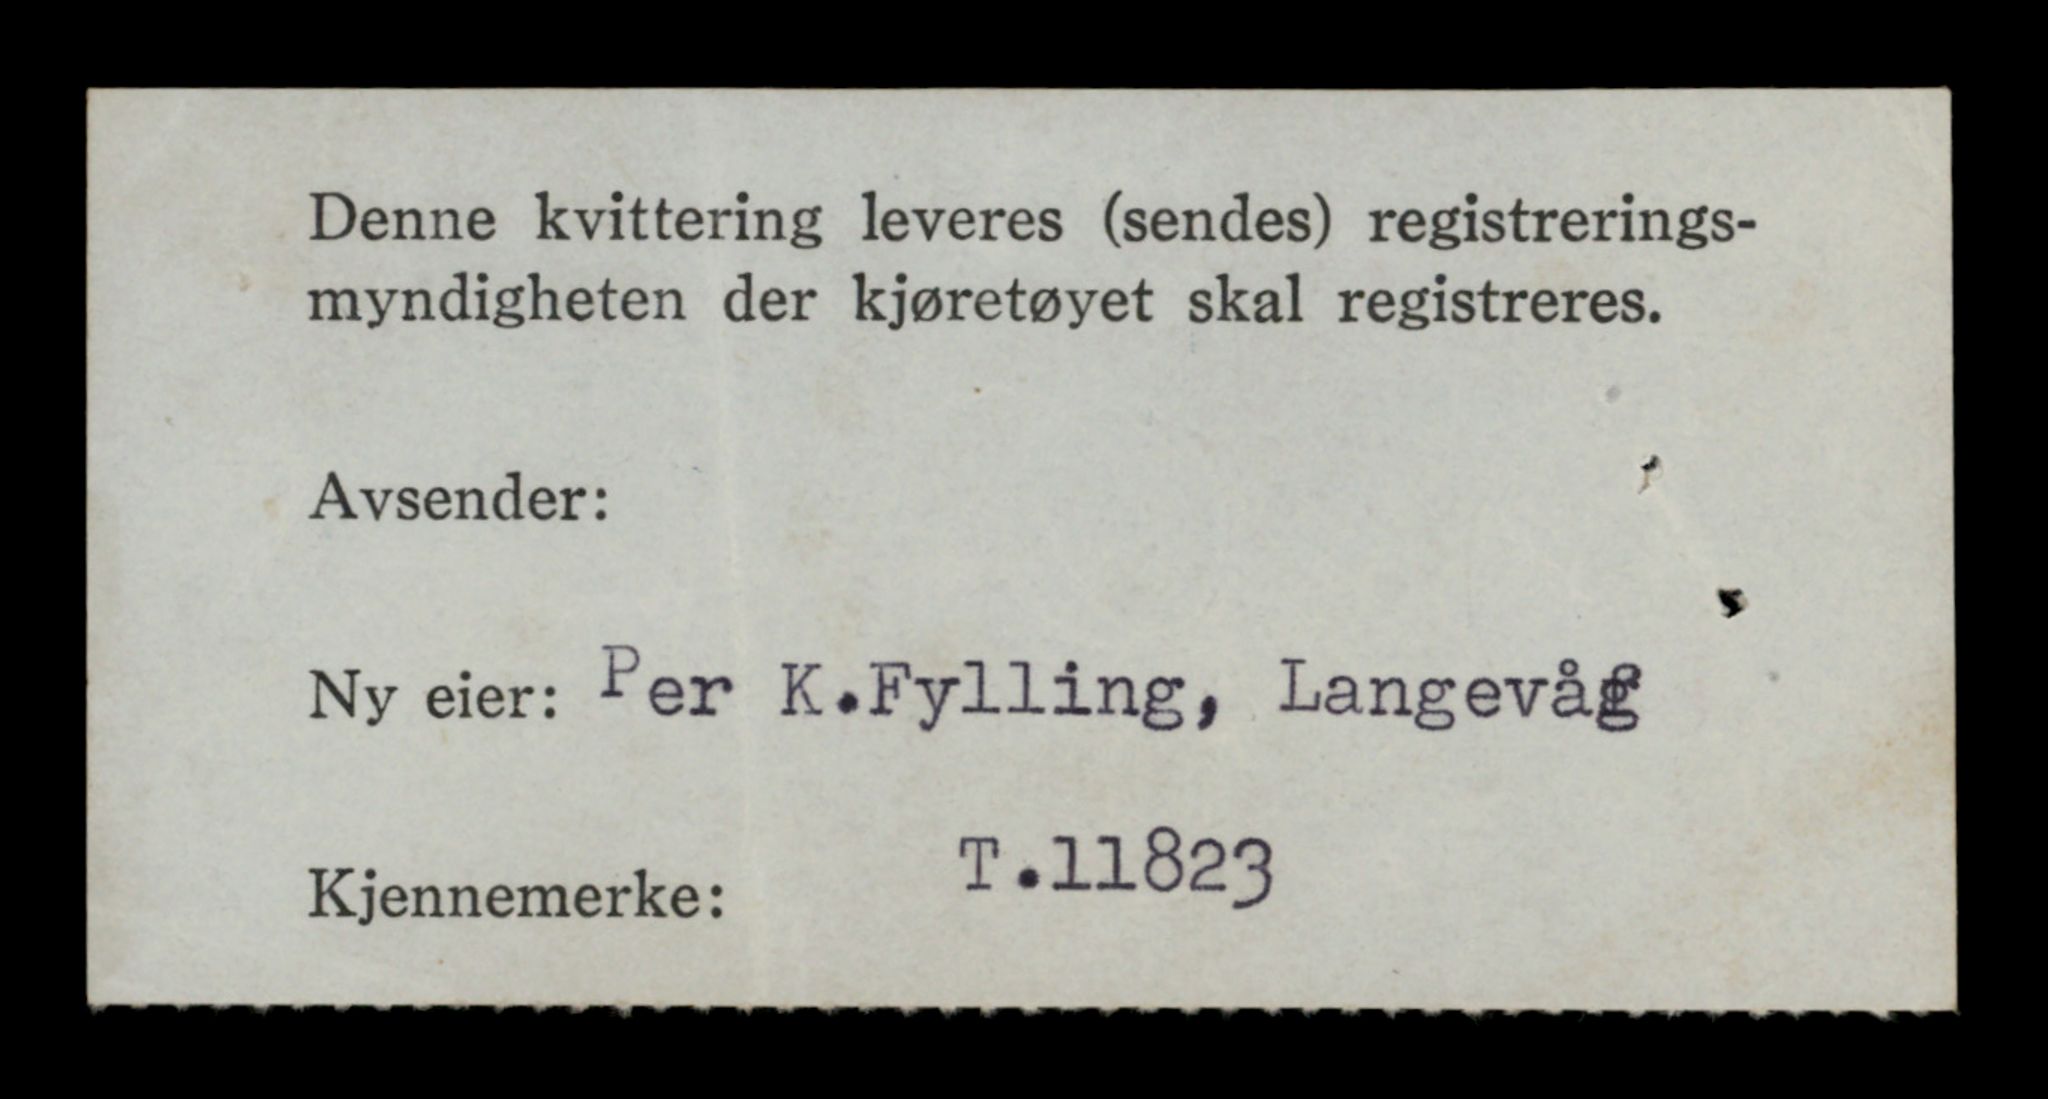 Denne kvittering leveres (sendes) registrerings-
myndigheten der kjøretøyet skal registreres.
Avsender:
Ny eier: Per K.Fylling, Langevåg
Kjennemerke: T.11823